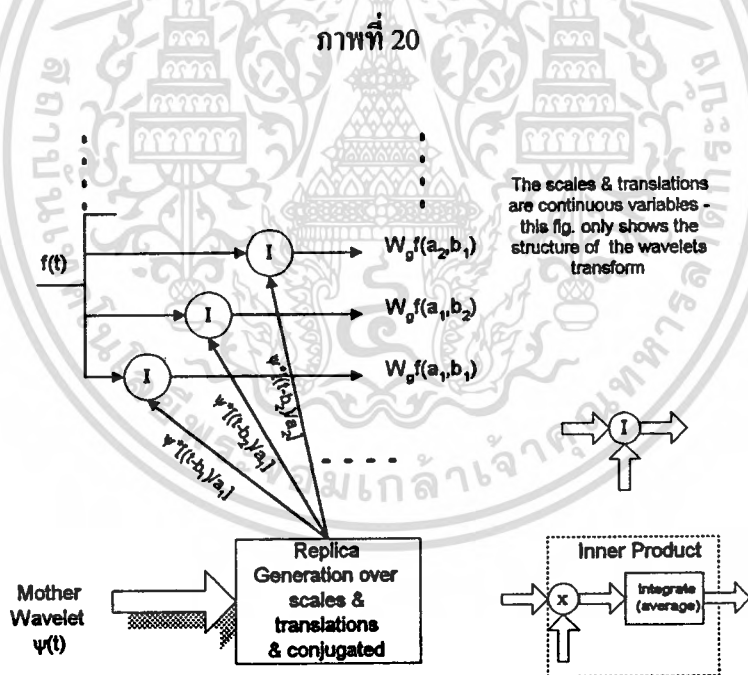 ภาพที่ 20
The scales & translations
are continuous variables -
this fig. only shows the
structure of the wavelets
transform
f(t)
I
W_gf(a_2,b_1)
I
W_gf(a_1,b_2)
I
W_gf(a_1,b_1)
ψ*[(t-b_1)/a_1]
ψ*[(t-b_2)/a_1]
ψ*[(t-b_2)/a_2]
I
Mother
Wavelet
ψ(t)
Replica
Generation over
scales &
translations
& conjugated
Inner Product
x
Integrate
(average)